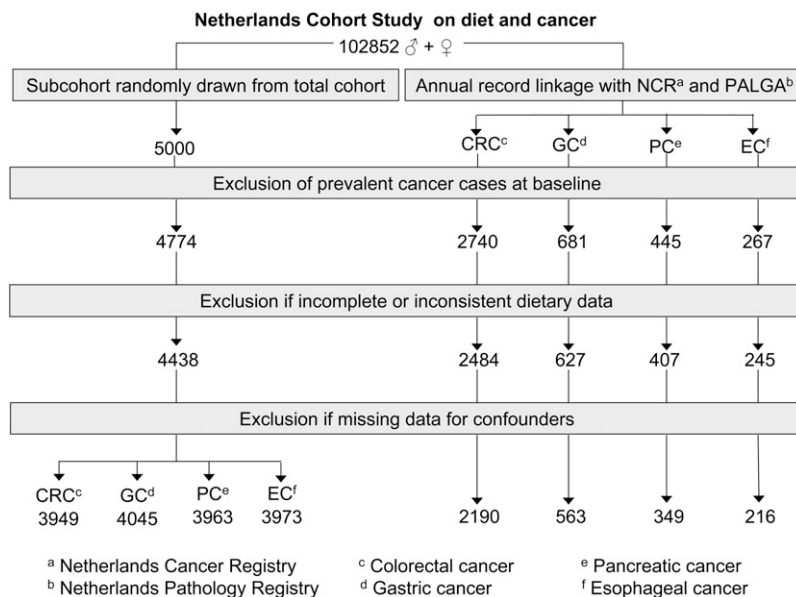 Netherlands Cohort Study on diet and cancer
102852 ♂ + ♀
Subcohort randomly drawn from total cohort
Annual record linkage with NCRᵃ and PALGAᵇ
5000
CRCᶜ GCᵈ PCᵉ ECᶠ
Exclusion of prevalent cancer cases at baseline
4774 2740 681 445 267
Exclusion if incomplete or inconsistent dietary data
4438 2484 627 407 245
Exclusion if missing data for confounders
CRCᶜ GCᵈ PCᵉ ECᶠ
3949 4045 3963 3973 2190 563 349 216
ᵃ Netherlands Cancer Registry ᶜ Colorectal cancer ᵉ Pancreatic cancer
ᵇ Netherlands Pathology Registry ᵈ Gastric cancer ᶠ Esophageal cancer